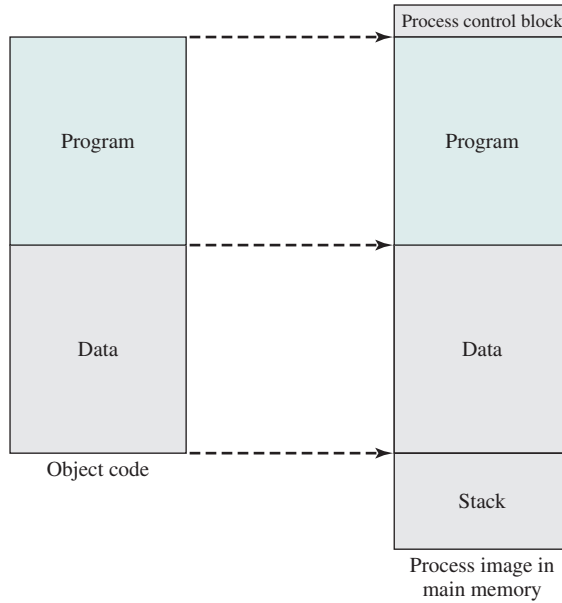 Process control block
Program
Program
Data
Data
Object code
Stack
Process image in
main memory